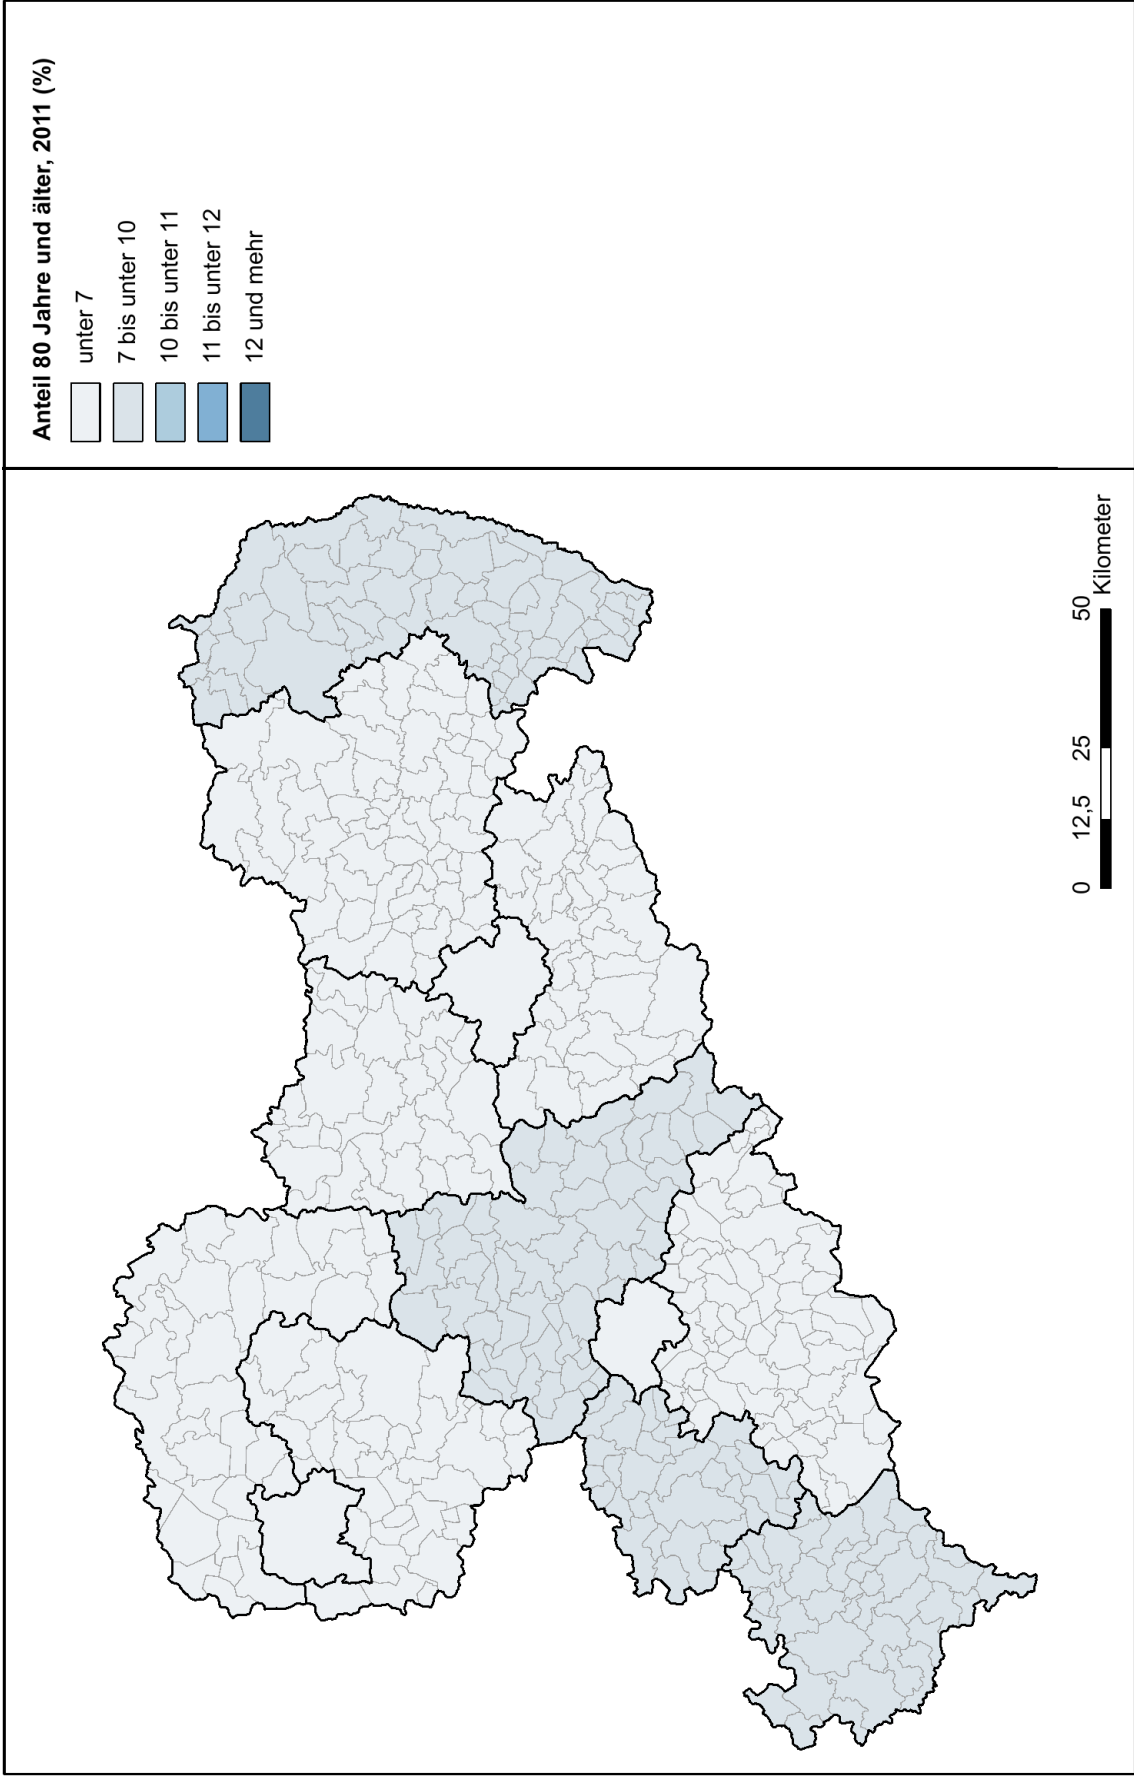 Anteil 80 Jahre und älter, 2011 (%)
unter 7
7 bis unter 10
10 bis unter 11
11 bis unter 12
12 und mehr
0 12,5 25 50
Kilometer